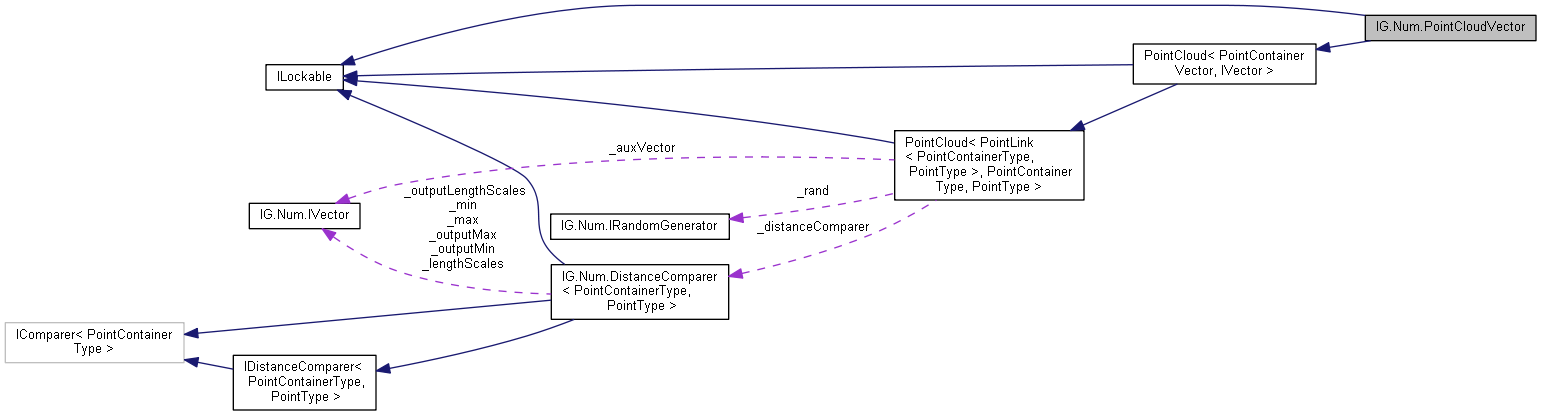 IG.Num.PointCloudVector
PointCloud< PointContainer
Vector, IVector >
ILockable
PointCloud< PointLink
< PointContainerType,
PointType >, PointContainer
Type, PointType >
_auxVector
_outputLengthScales
_min
_max
_outputMax
_outputMin
_lengthScales
_rand
_distanceComparer
IG.Num.IVector
IG.Num.IRandomGenerator
IG.Num.DistanceComparer
< PointContainerType,
PointType >
IComparer< PointContainer
Type >
IDistanceComparer<
PointContainerType,
PointType >